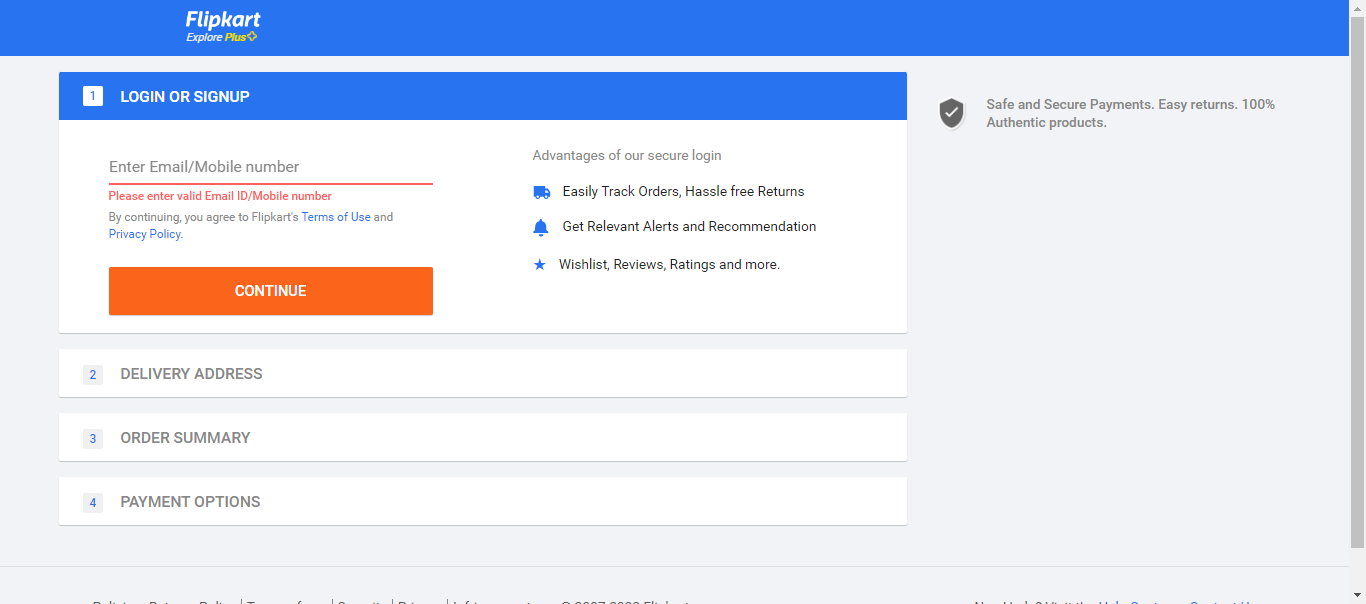 Flipkart
Explore Plus
1 LOGIN OR SIGNUP
Enter Email/Mobile number
Please enter valid Email ID/Mobile number
By continuing, you agree to Flipkart's Terms of Use and
Privacy Policy.
CONTINUE
Advantages of our secure login
Easily Track Orders, Hassle free Returns
Get Relevant Alerts and Recommendation
Wishlist, Reviews, Ratings and more.
Safe and Secure Payments. Easy returns. 100%
Authentic products.
2 DELIVERY ADDRESS
3 ORDER SUMMARY
4 PAYMENT OPTIONS